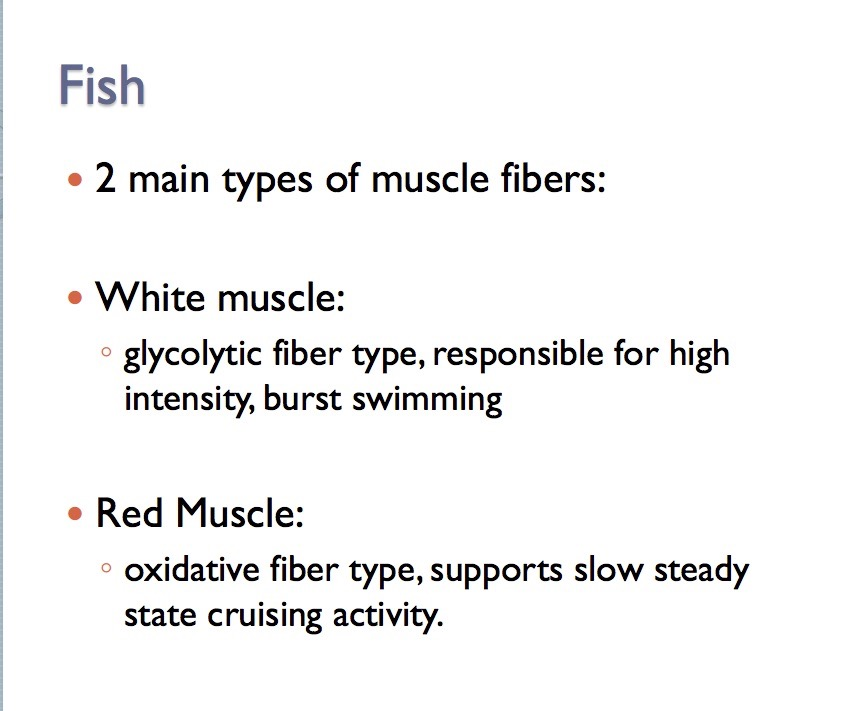 Fish
• 2 main types of muscle fibers:
• White muscle:
◦ glycolytic fiber type, responsible for high
intensity, burst swimming
• Red Muscle:
◦ oxidative fiber type, supports slow steady
state cruising activity.